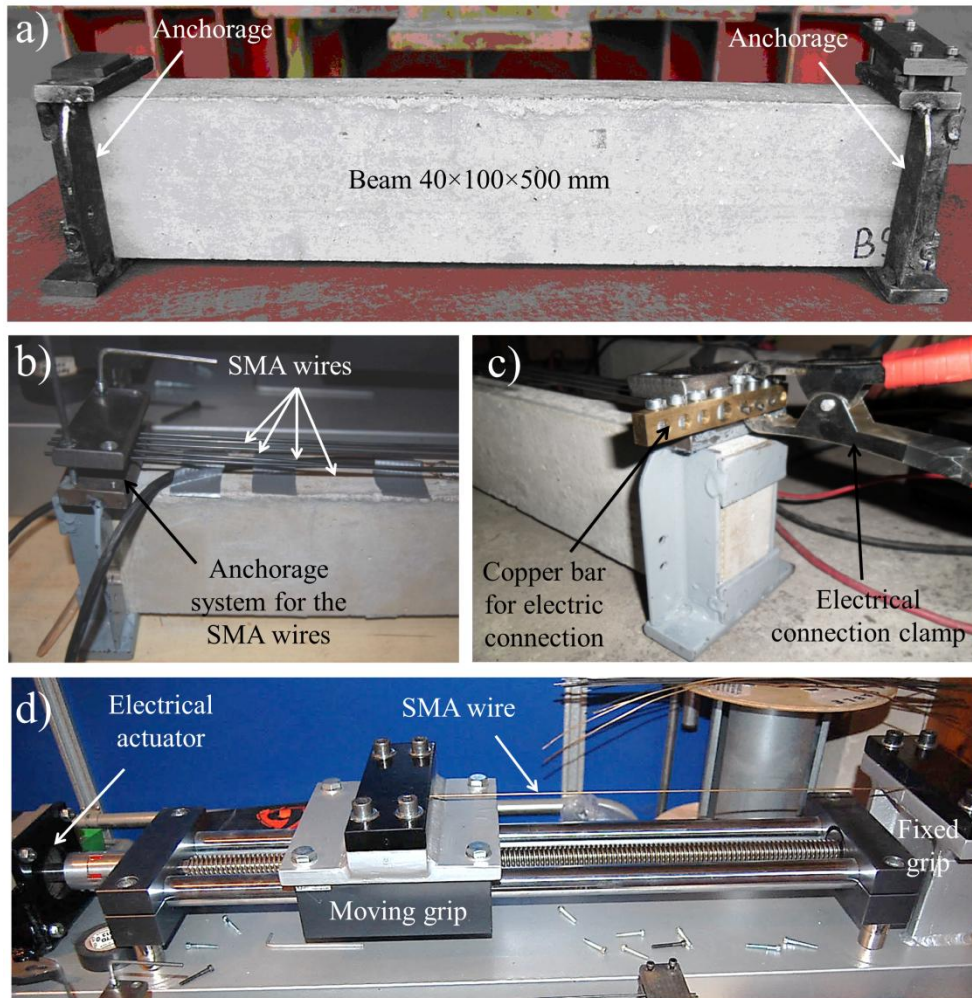 a)
Anchorage
Anchorage
Beam 40×100×500 mm
b)
SMA wires
Anchorage
system for the
SMA wires
c)
Copper bar
for electric
connection
Electrical
connection clamp
d)
Electrical
actuator
SMA wire
Fixed
grip
Moving grip